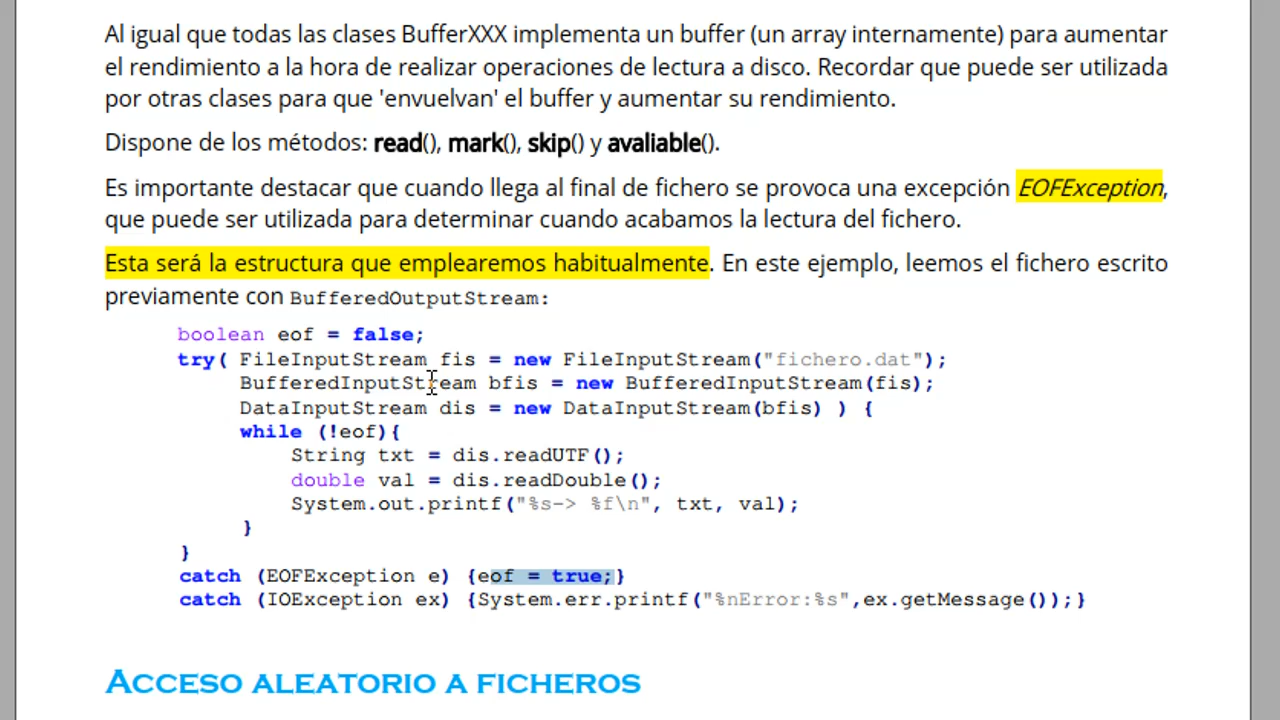 Al igual que todas las clases BufferXXX implementa un buffer (un array internamente) para aumentar
el rendimiento a la hora de realizar operaciones de lectura a disco. Recordar que puede ser utilizada
por otras clases para que 'envuelvan' el buffer y aumentar su rendimiento.
Dispone de los métodos: read(), mark(), skip() y avaliable().
Es importante destacar que cuando llega al final de fichero se provoca una excepción EOFException,
que puede ser utilizada para determinar cuando acabamos la lectura del fichero.
Esta será la estructura que emplearemos habitualmente. En este ejemplo, leemos el fichero escrito
previamente con BufferedOutputStream:
boolean eof = false;
try( FileInputStream fis = new FileInputStream("fichero.dat");
BufferedInputStream bfis = new BufferedInputStream(fis);
DataInputStream dis = new DataInputStream(bfis) ) {
while (!eof){
String txt = dis.readUTF();
double val = dis.readDouble();
System.out.printf("%s-> %f\n", txt, val);
}
}
catch (EOFException e) {eof = true;}
catch (IOException ex) {System.err.printf("%nError:%s",ex.getMessage());}
ACCESO ALEATORIO A FICHEROS